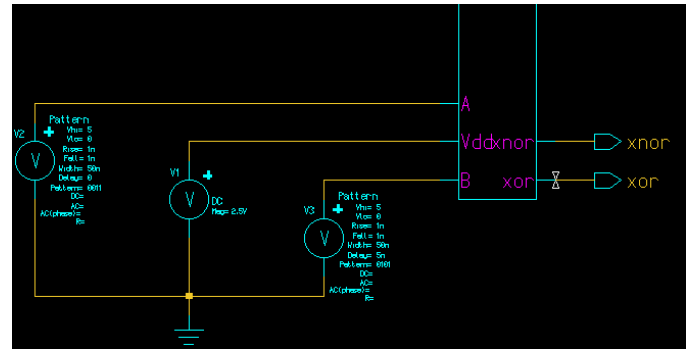 A
Vdd xnor
B xor
xnor
xor
V2
Pattern
Vhi= 5
Vlo= 0
Rise= 1n
Fall= 1n
Width= 50n
Delay= 0
Pattern= 0011
DC=
AC=
AC(phase)=
R=
V
V1
V
DC
Mag= 2.5V
V3
Pattern
Vhi= 5
Vlo= 0
Rise= 1n
Fall= 1n
Width= 50n
Delay= 5n
Pattern= 0101
DC=
AC=
AC(phase)=
R=
V